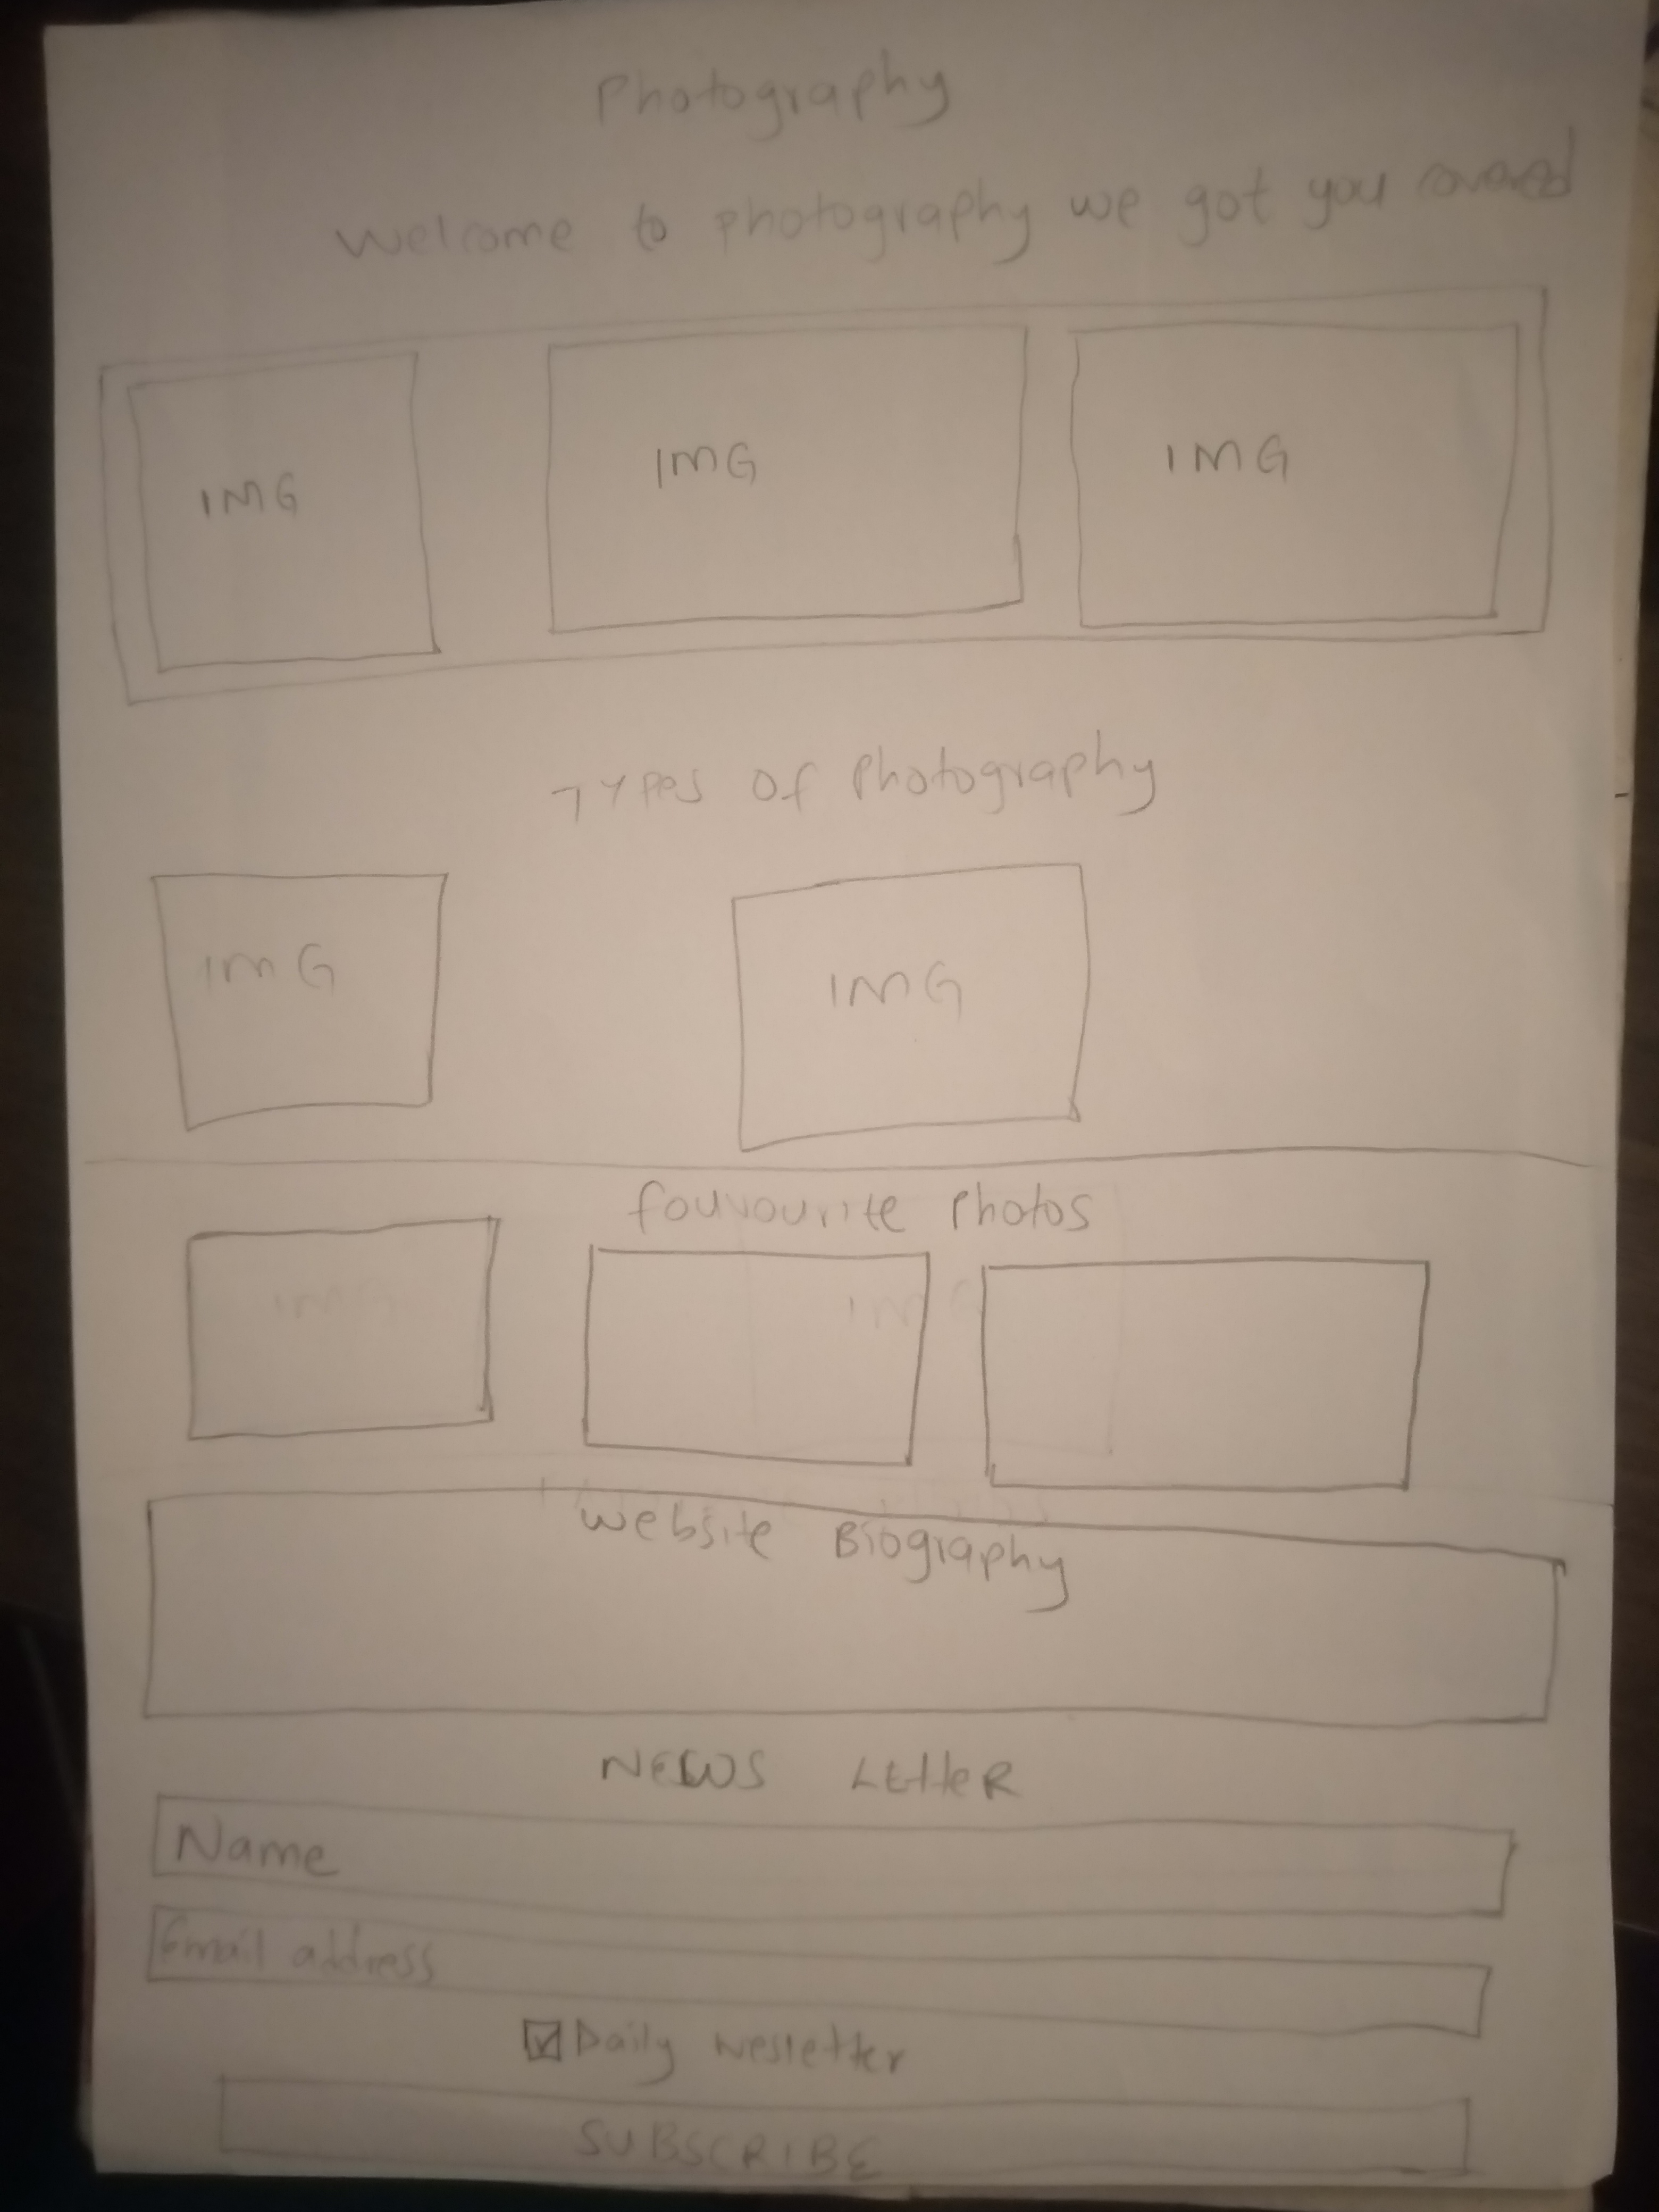 Photography
Welcome to photography we got you covered
IMG IMG IMG
Types of Photography
IMG IMG
fouvourite Photos
IMG IMG
Website Biography
NEWS LetteR
Name
Email address
Daily Nesletter
SUBSCRIBE